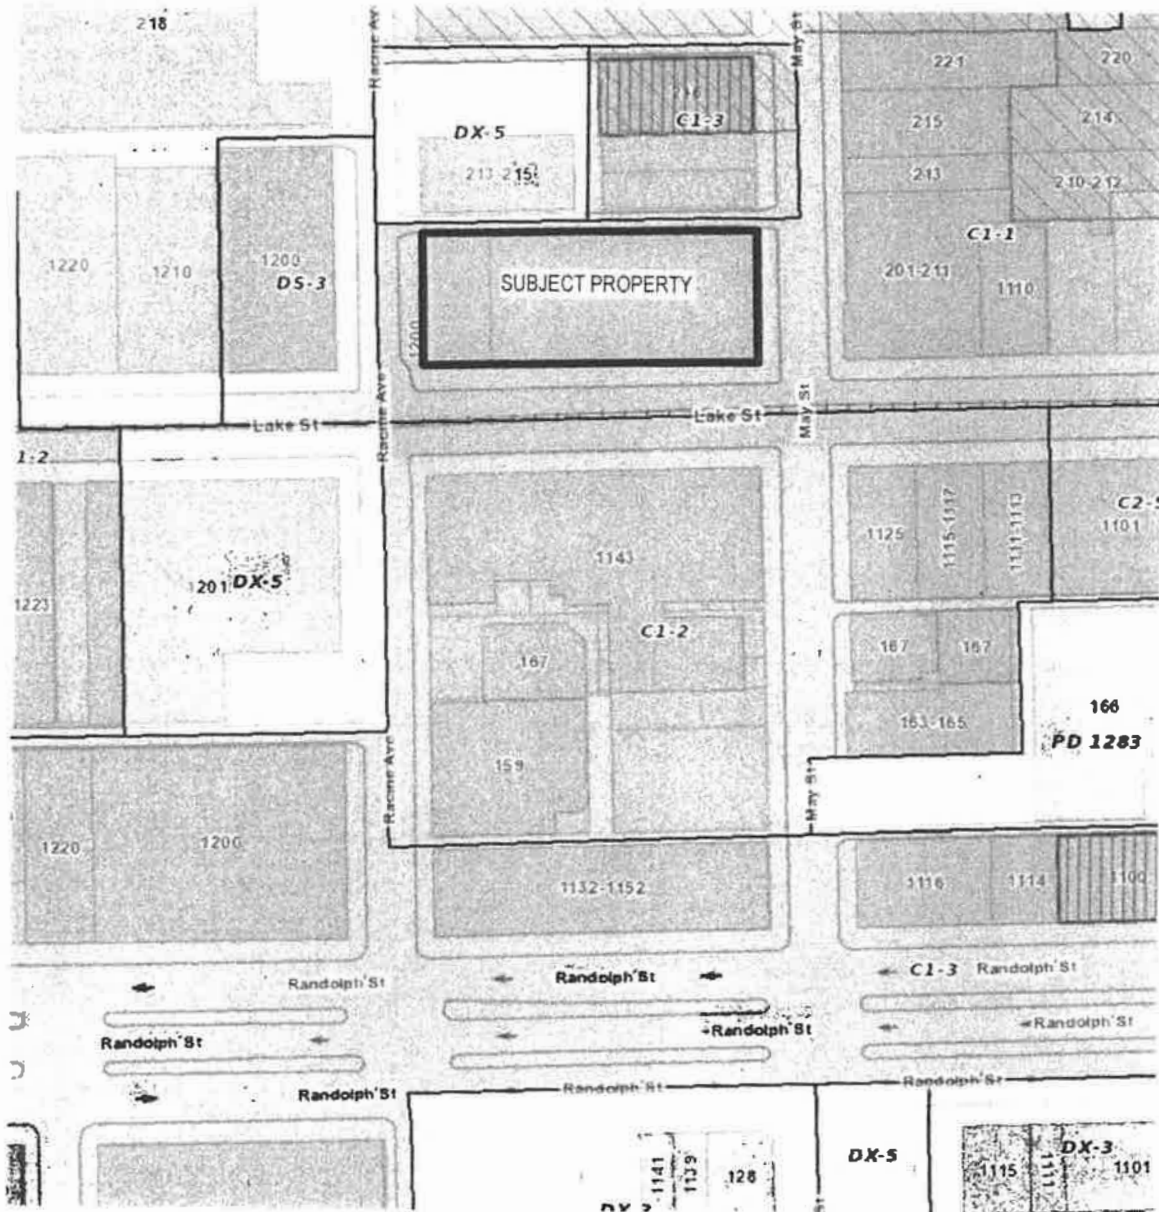 218
Racine Ave
May St
221
220
DX-5
C1-3
215
214
213
210-212
C1-1
1220
1210
1200
DS-3
1200
SUBJECT PROPERTY
201-211
1110
Lake St
Lake St
Racine Ave
May St
1-2
1223
1201 DX-5
1143
167
C1-2
159
1125
1115-1117
1111-1113
C2-5
1101
167
167
163-165
166
PD 1283
Racine Ave
May St
1220
1200
1132-1152
1116
1114
1100
Randolph St
Randolph St
C1-3
Randolph St
Randolph St
Randolph St
Randolph St
Randolph St
Randolph St
Randolph St
-1141
1139
128
DX-5
1115
1111
DX-3
1101
St